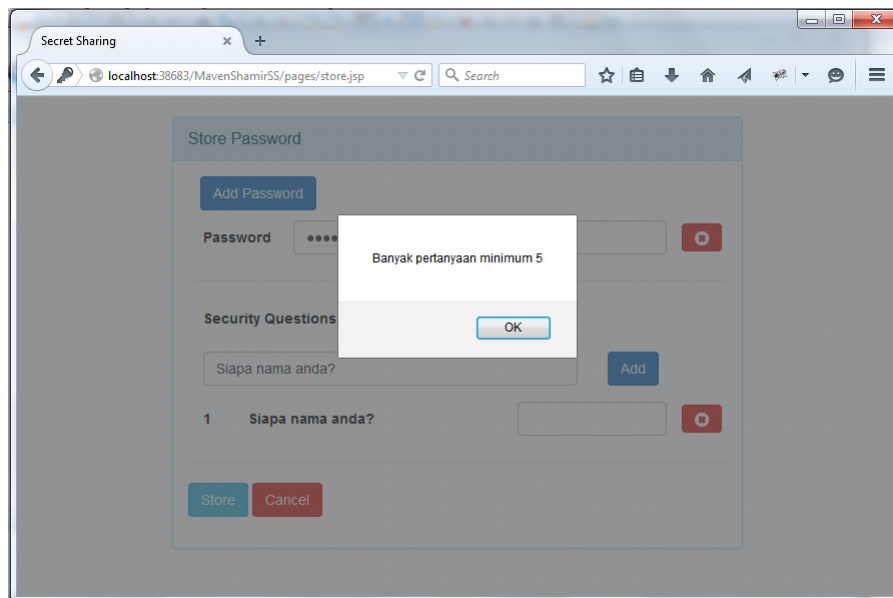 Secret Sharing
localhost:38683/MavenShamirSS/pages/store.jsp
Search
Store Password
Add Password
Password
Banyak pertanyaan minimum 5
Security Questions
OK
Siapa nama anda?
Add
1 Siapa nama anda?
Store Cancel